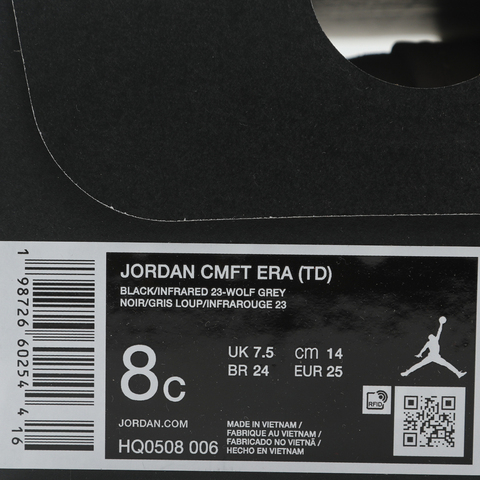 JORDAN CMFT ERA (TD)
BLACK/INFRARED 23-WOLF GREY
NOIR/GRIS LOUP/INFRAROUGE 23
8c
UK 7.5 cm 14
BR 24 EUR 25
RFID
JORDAN.COM
HQ0508 006
MADE IN VIETNAM /
FABRIQUE AU VIETNAM /
FABRICADO NO VIETNÃ /
HECHO EN VIETNAM
1 98726 60254 4 16